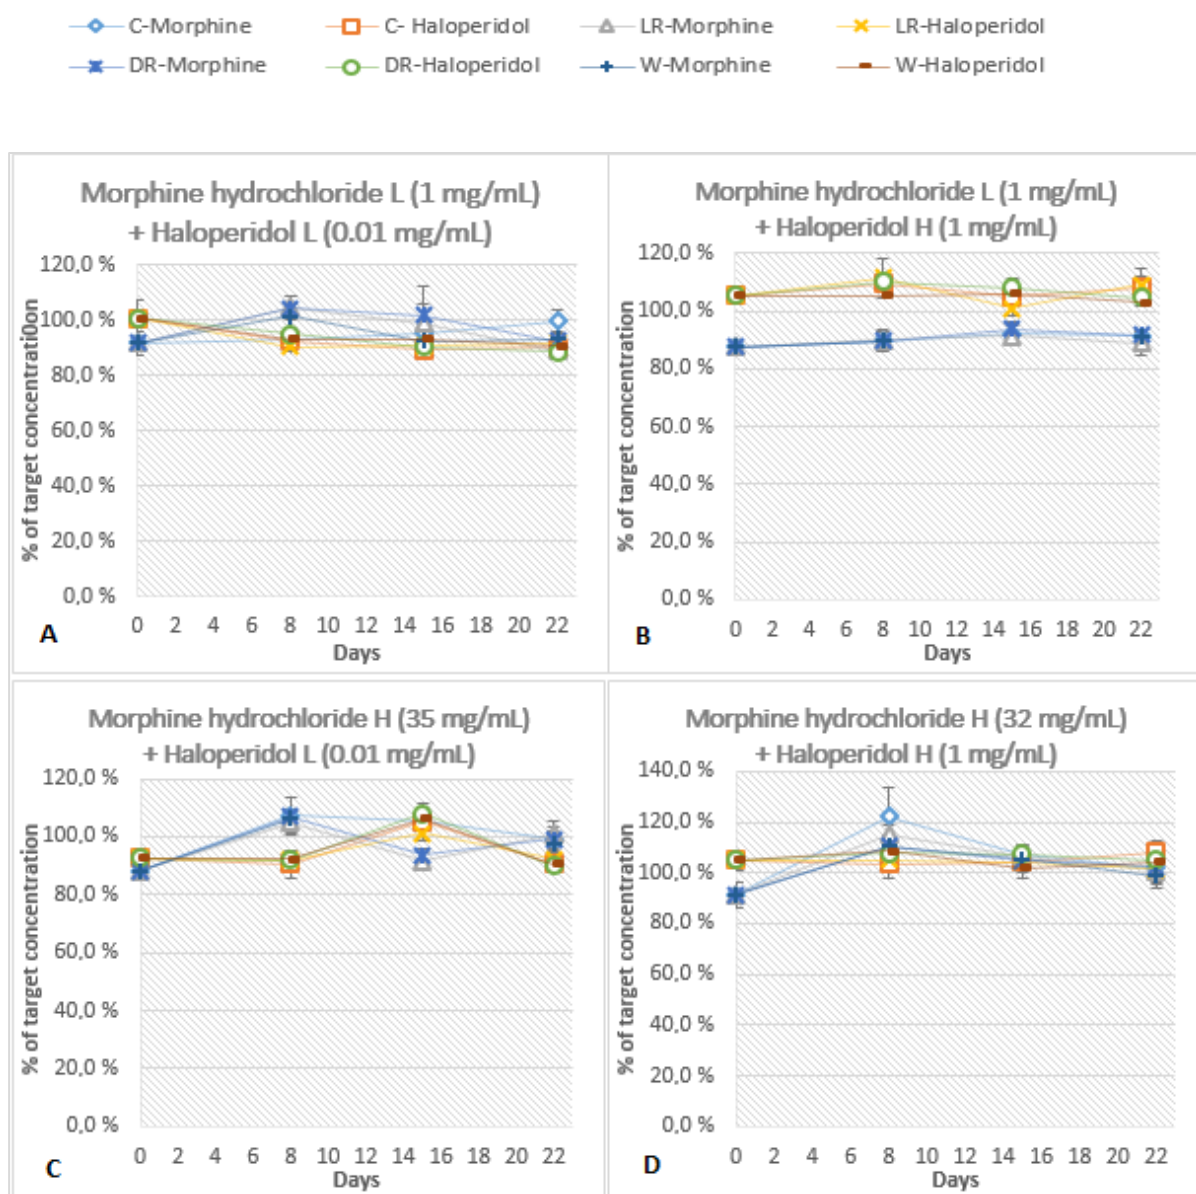 C-Morphine C- Haloperidol LR-Morphine LR-Haloperidol
DR-Morphine DR-Haloperidol W-Morphine W-Haloperidol
Morphine hydrochloride L (1 mg/mL)
+ Haloperidol L (0.01 mg/mL)
% of target concentrati0on
120,0 %
100,0 %
80,0 %
60,0 %
40,0 %
20,0 %
0,0 %
0 2 4 6 8 10 12 14 16 18 20 22
Days
A
Morphine hydrochloride L (1 mg/mL)
+ Haloperidol H (1 mg/mL)
% of target concentration
120.0 %
100.0 %
80.0 %
60.0 %
40.0 %
20.0 %
0.0 %
0 2 4 6 8 10 12 14 16 18 20 22
Days
B
Morphine hydrochloride H (35 mg/mL)
+ Haloperidol L (0.01 mg/mL)
% of target concentration
120,0 %
100,0 %
80,0 %
60,0 %
40,0 %
20,0 %
0,0 %
0 2 4 6 8 10 12 14 16 18 20 22
Days
C
Morphine hydrochloride H (32 mg/mL)
+ Haloperidol H (1 mg/mL)
% of target concentration
140.0 %
120.0 %
100.0 %
80.0 %
60.0 %
40.0 %
20.0 %
0.0 %
0 2 4 6 8 10 12 14 16 18 20 22
Days
D